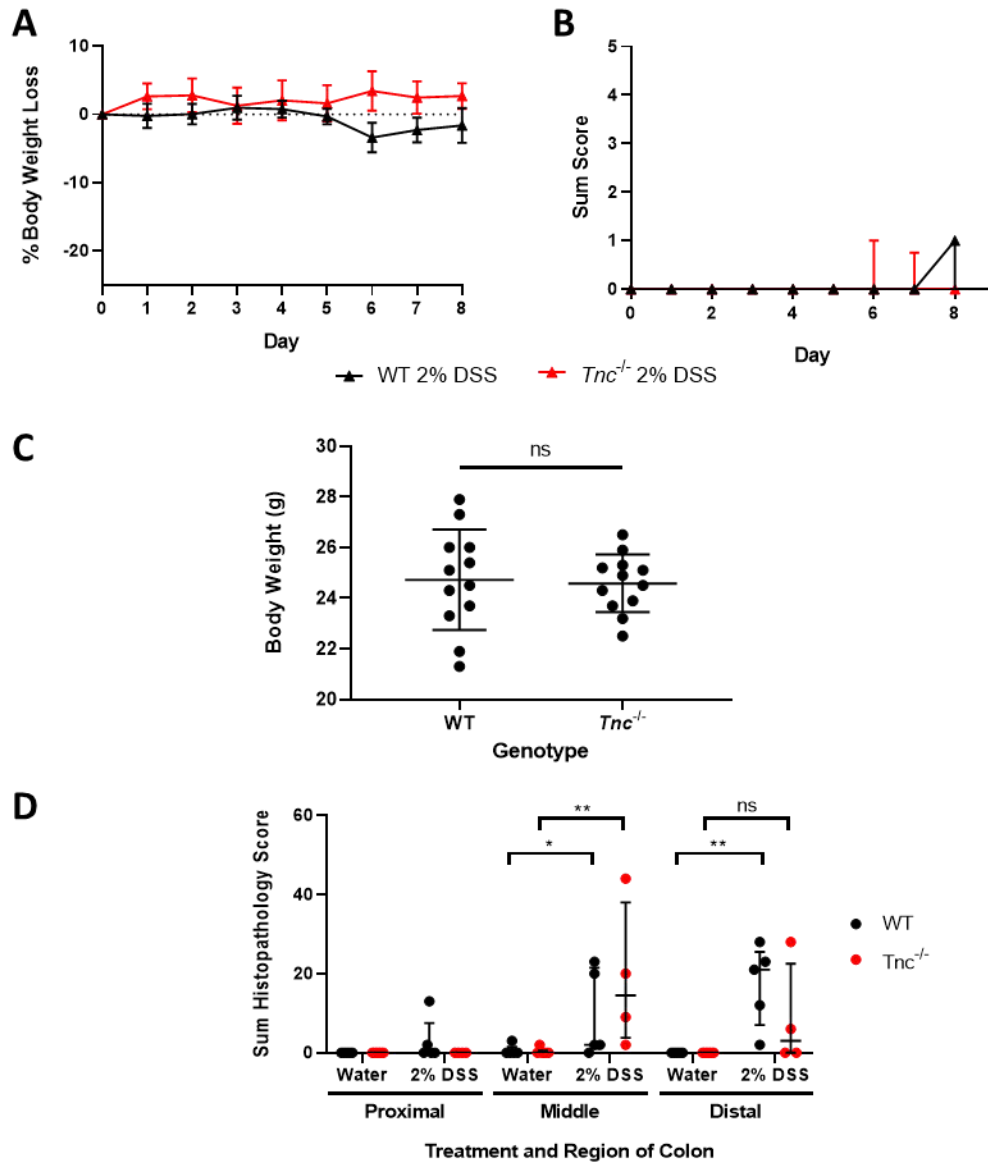 A
% Body Weight Loss
10
0
-10
-20
0 1 2 3 4 5 6 7 8
Day
B
Sum Score
5
4
3
2
1
0
0 2 4 6 8
Day
WT 2% DSS Tnc-/- 2% DSS
C
Body Weight (g)
30
28
26
24
22
20
ns
WT Tnc-/-
Genotype
D
Sum Histopathology Score
60
40
20
0
** ns
* **
WT
Tnc-/-
Water 2% DSS Water 2% DSS Water 2% DSS
Proximal Middle Distal
Treatment and Region of Colon